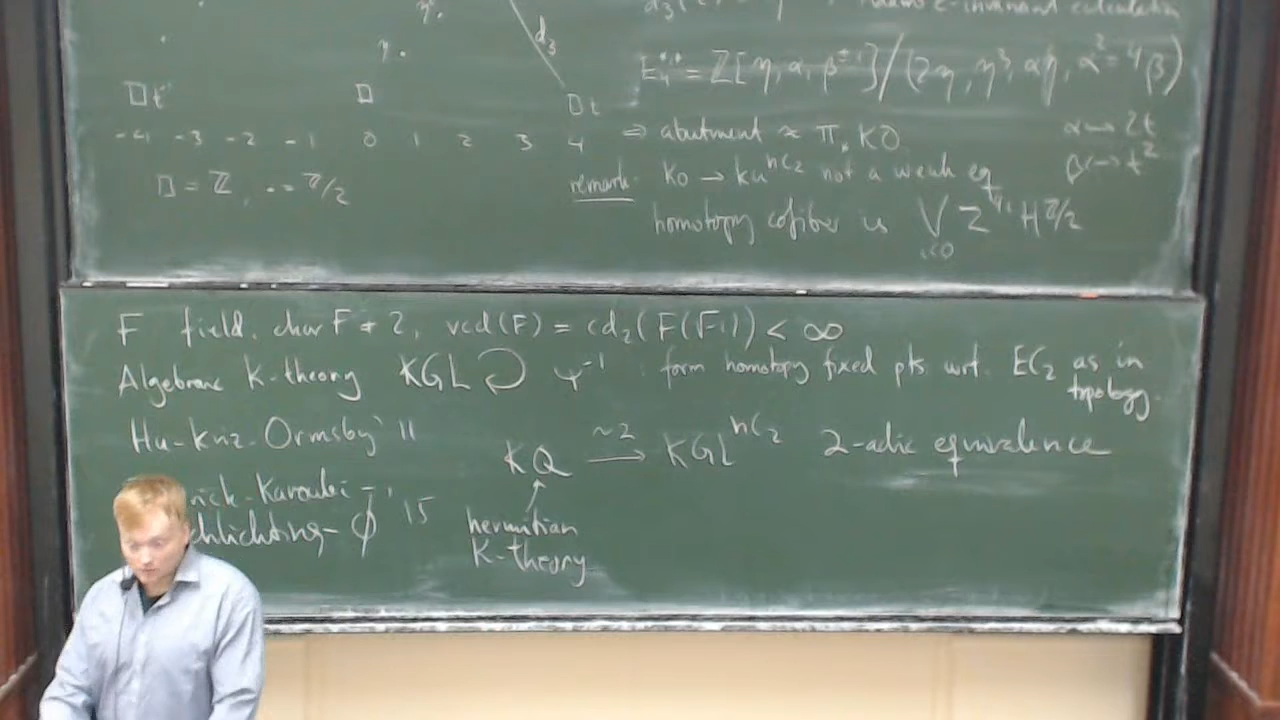 d₃
E₄^{*,*} = ℤ[η, α, β^{±1}]/(2η, η³, αη, α² = 4β)
□t⁻¹ □ □t
-4 -3 -2 -1 0 1 2 3 4
⇒ abutment ≈ π_* KO
α ↦ 2t
β ↦ t²
□ = ℤ, • = ℤ/2
remark: KO → KU^{hC₂} not a weak eq
homotopy cofiber is ⋁_{i<0} Σ^{4i} Hℤ/2
F field, char F ≠ 2, vcd(F) = cd₂(F(√-1)) < ∞
Algebraic K-theory KGL ⟲ ψ⁻¹ : form homotopy fixed pts wrt. EC₂ as in topology.
Hu-Kriz-Ormsby '11
KQ →^{~2} KGL^{hC₂} 2-adic equivalence
rick-Karoubi - '15
chlichting-Ø
hermitian
K-theory